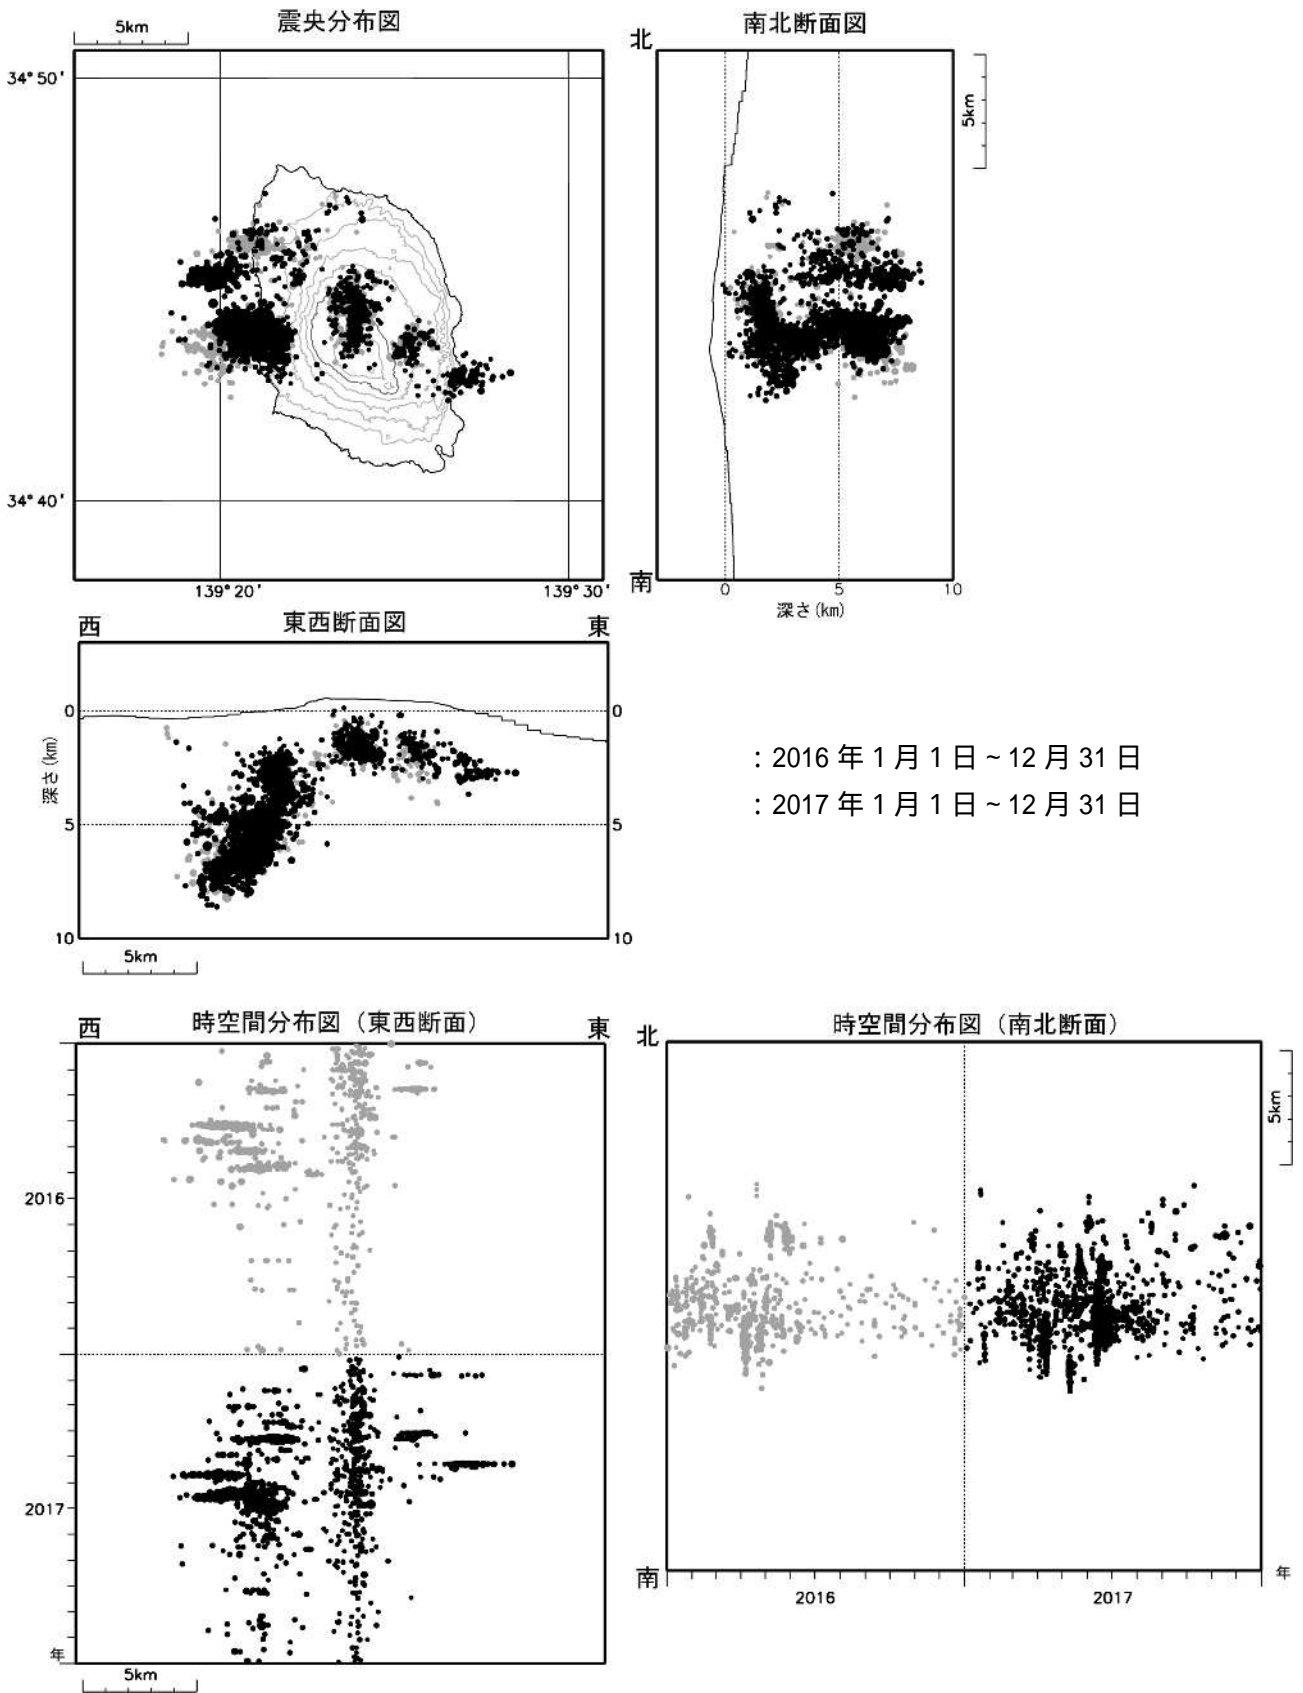 5km
震央分布図
34°50'
34°40'
139°20'
139°30'
南北断面図
北
南
5km
0
5
10
深さ(km)
西
東西断面図
東
0
5
10
深さ(km)
0
5
10
5km
：2016 年 1 月 1 日 ~ 12 月 31 日
：2017 年 1 月 1 日 ~ 12 月 31 日
西
時空間分布図（東西断面）
東
2016
2017
年
5km
北
時空間分布図（南北断面）
南
5km
2016
2017
年